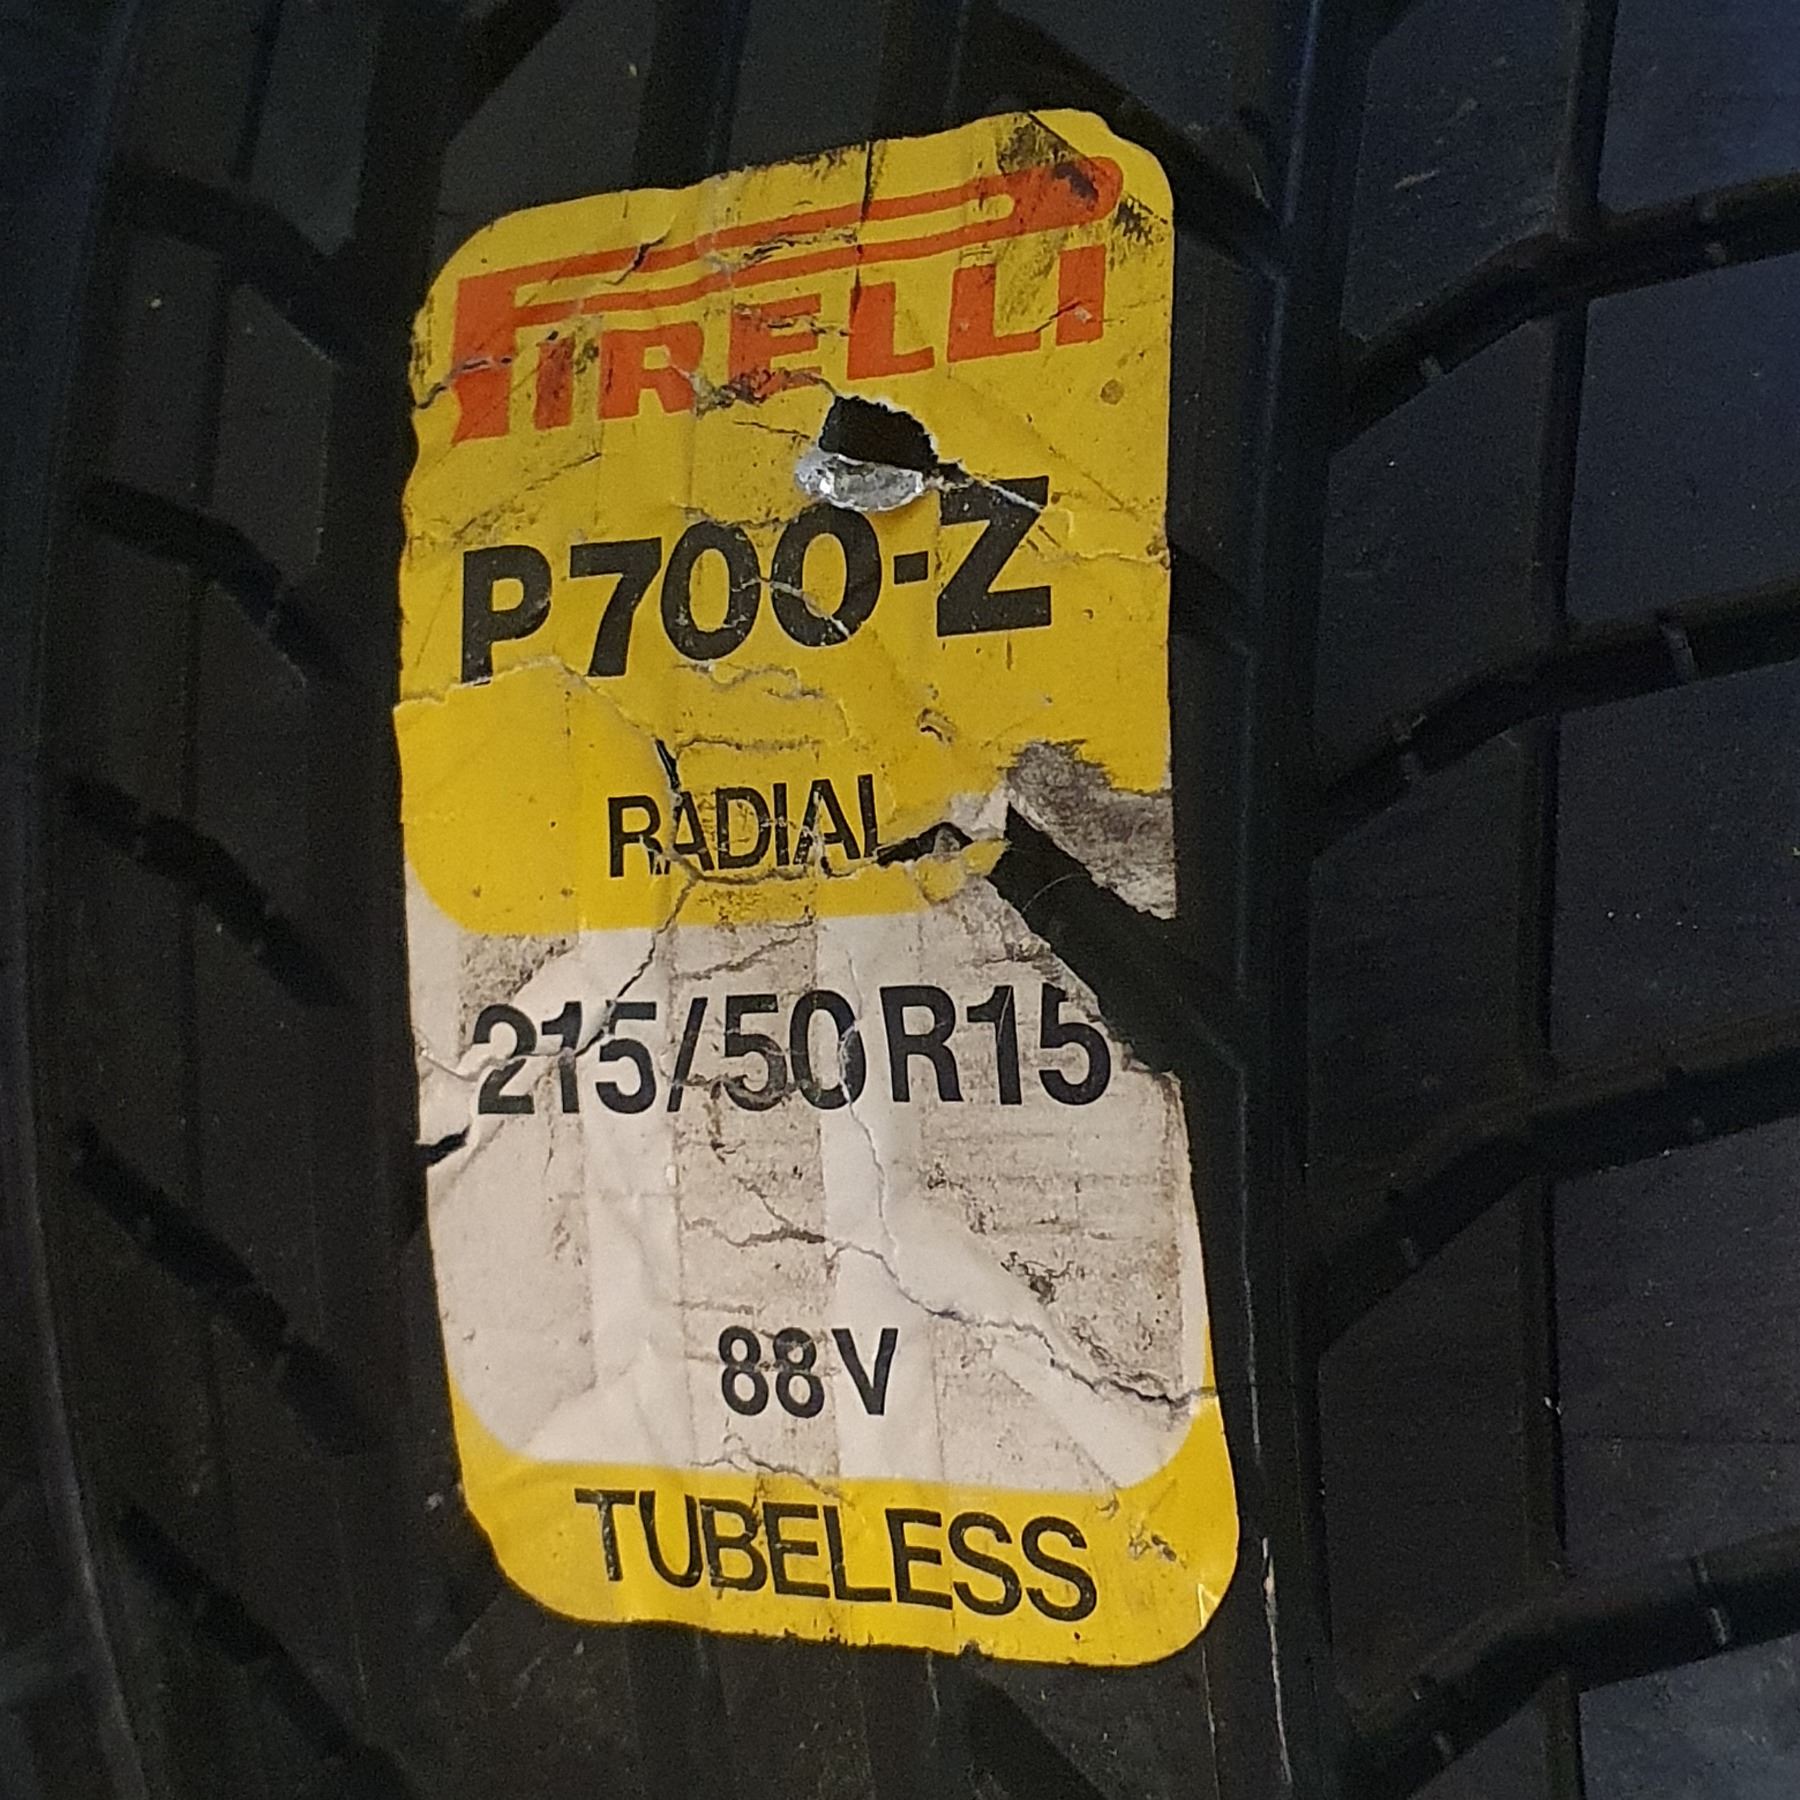 PIRELLI
P700-Z
RADIAL
215/50R15
88V
TUBELESS